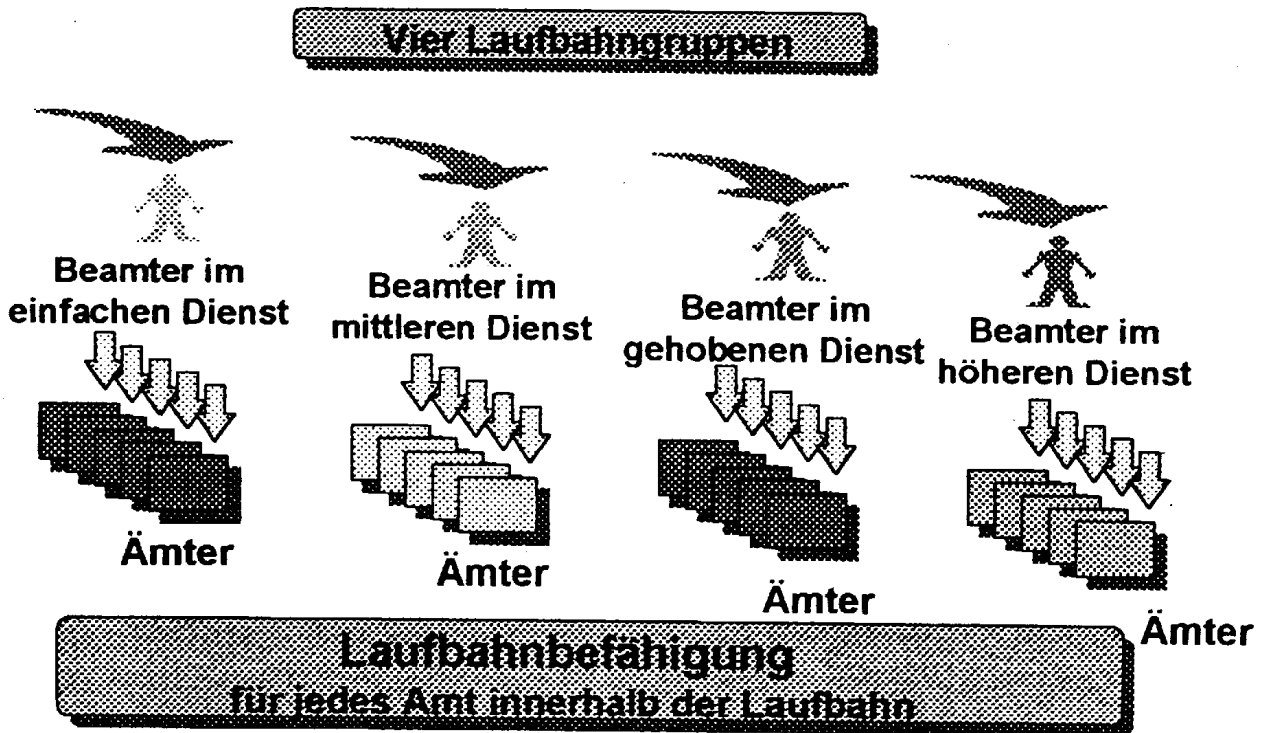 Vier Laufbahngruppen
Beamter im
einfachen Dienst
Ämter
Beamter im
mittleren Dienst
Ämter
Beamter im
gehobenen Dienst
Ämter
Beamter im
höheren Dienst
Ämter
Laufbahnbefähigung
für jedes Amt innerhalb der Laufbahn